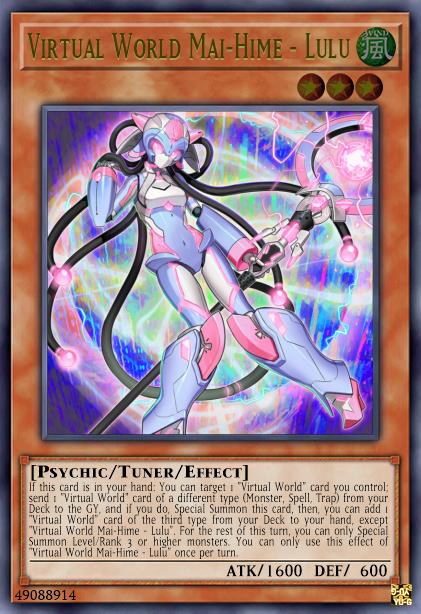 VIRTUAL WORLD MAI-HIME - LULU
WIND
風
[PSYCHIC/TUNER/EFFECT]
If this card is in your hand: You can target 1 "Virtual World" card you control;
send 1 "Virtual World" card of a different type (Monster, Spell, Trap) from your
Deck to the GY, and if you do, Special Summon this card, then, you can add 1
"Virtual World" card of the third type from your Deck to your hand, except
"Virtual World Mai-Hime - Lulu". For the rest of this turn, you can only Special
Summon Level/Rank 3 or higher monsters. You can only use this effect of
"Virtual World Mai-Hime - Lulu" once per turn.
ATK/1600 DEF/ 600
49088914